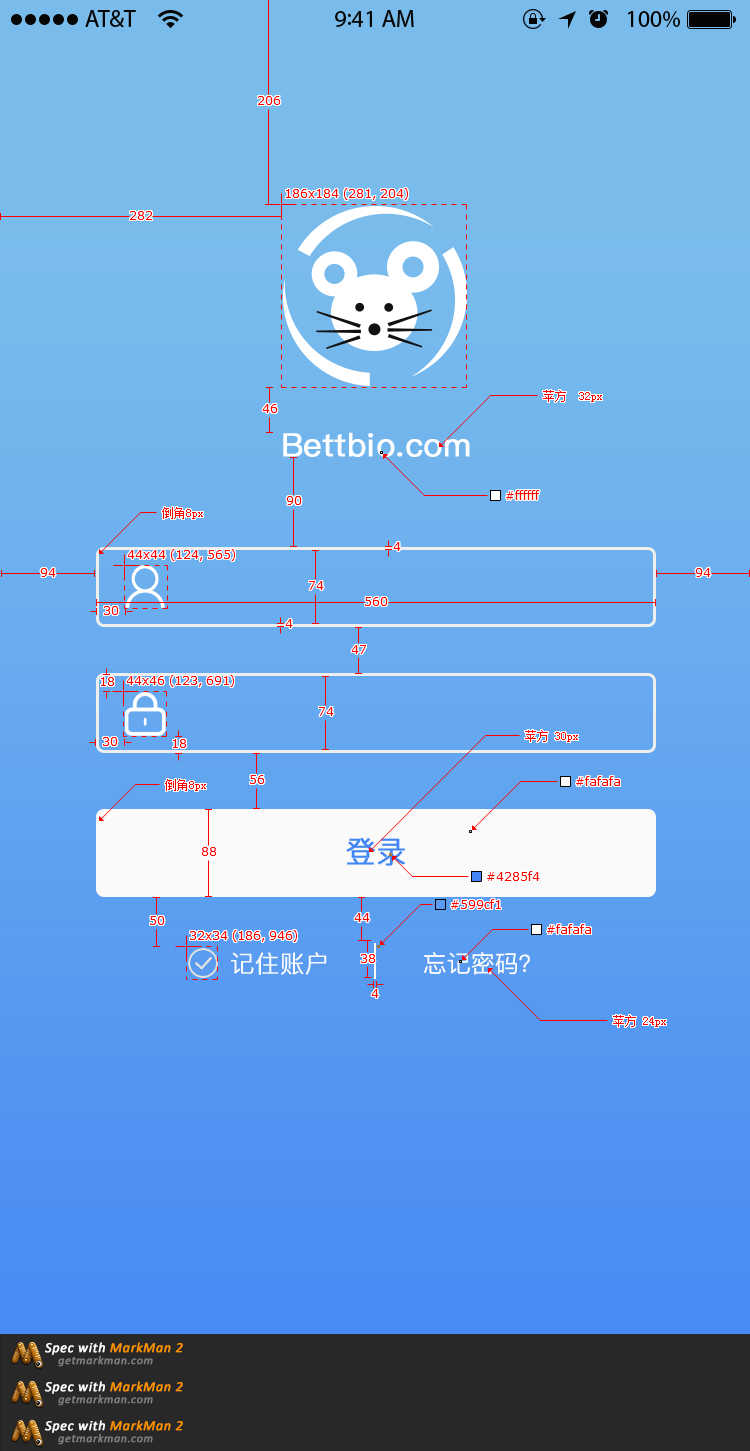 AT&T 9:41 AM 100%
206
186x184 (281, 204)
282
46
苹方 32px
Bettbio.com
#ffffff
90
倒角8px
4
44x44 (124, 565)
94
94
74
560
30
4
47
18
44x46 (123, 691)
74
30
18
苹方 30px
56
#fafafa
倒角8px
88
登录
#4285f4
50
44
#599cf1
32x34 (186, 946)
#fafafa
38
记住账户
忘记密码?
4
苹方 24px
Spec with MarkMan 2
getmarkman.com
Spec with MarkMan 2
getmarkman.com
Spec with MarkMan 2
getmarkman.com